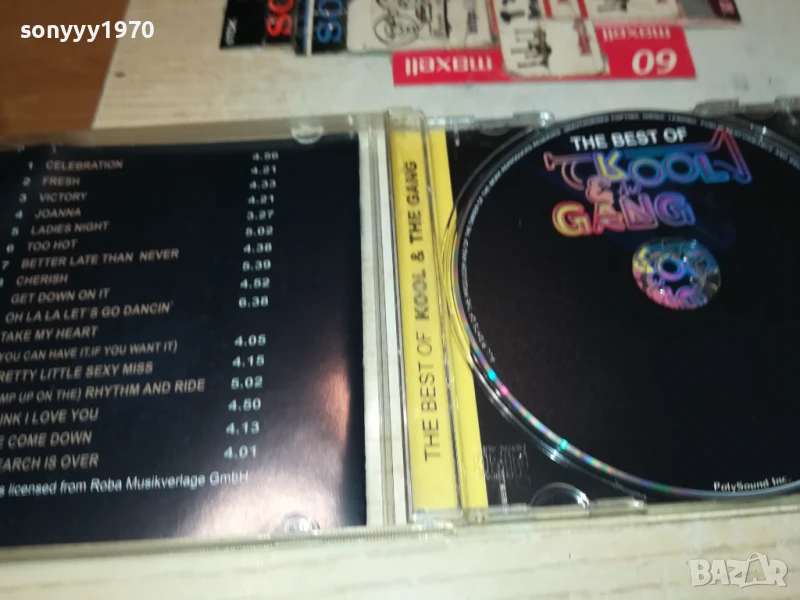 sonyyy1970
maxell
maxell
60
1 CELEBRATION 4.56
2 FRESH 4.21
3 VICTORY 4.33
4 JOANNA 4.21
5 LADIES NIGHT 3.27
6 TOO HOT 5.02
7 BETTER LATE THAN NEVER 4.38
CHERISH 5.39
GET DOWN ON IT 4.52
OH LA LA LET'S GO DANCIN' 6.38
TAKE MY HEART
YOU CAN HAVE IT.IF YOU WANT IT) 4.05
RETTY LITTLE SEXY MISS 4.15
MP UP ON THE) RHYTHM AND RIDE 5.02
INK I LOVE YOU 4.50
E COME DOWN 4.13
EARCH IS OVER 4.01
s licensed from Roba Musikverlage GmbH
THE BEST OF KOOL & THE GANG
THE BEST OF
KOOL
&
GANG
PolySound Inc.
BAZAR